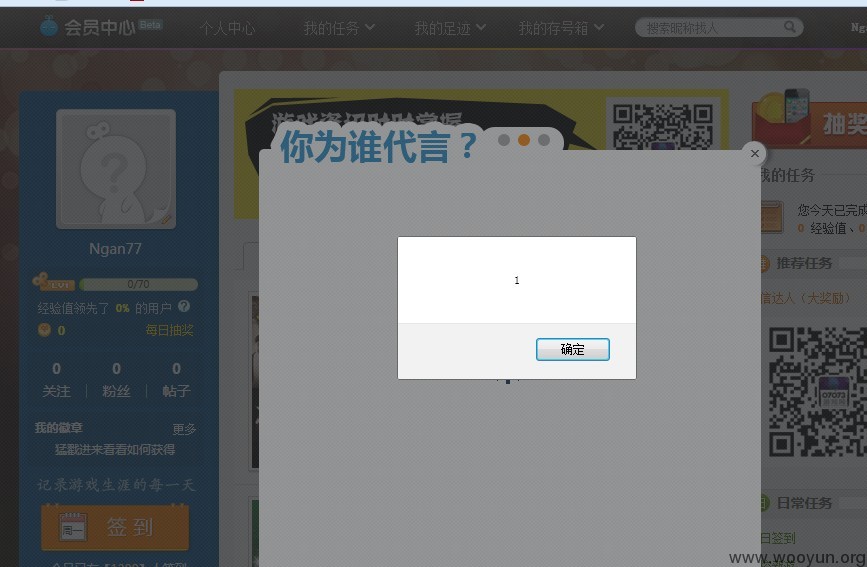 会员中心 Beta 个人中心 我的任务 我的足迹 我的存号箱 搜索昵称找人
你为谁代言？
抽奖
1
确定
Ngan77
LV1 0/70
经验值领先了 0% 的用户 ?
0 每日抽奖
0 0 0
关注 粉丝 帖子
我的徽章 更多
猛戳进来看看如何获得
记录游戏生涯的每一天
周一 签到
我的任务
您今天已完成
0 经验值、0
推荐任务
信达人（大奖励）
07073
日常任务
日签到
www.wooyun.org